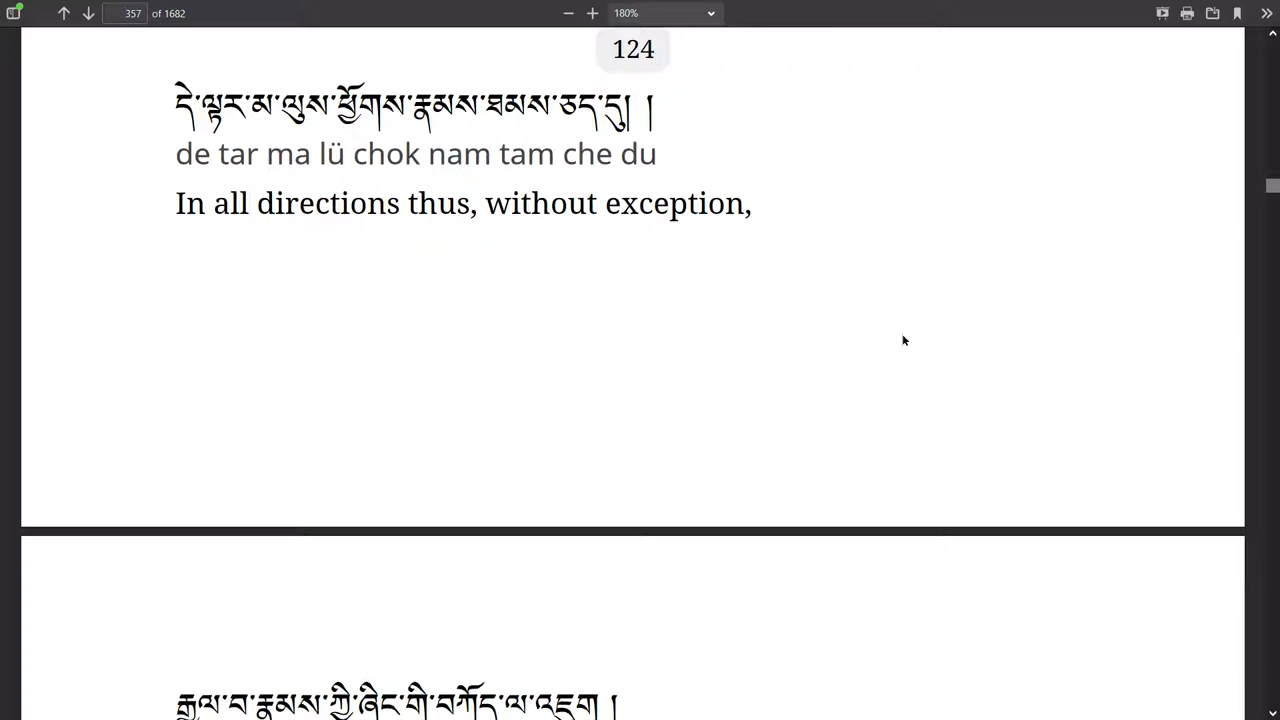 357 of 1682
180%
124
དེ་ལྟར་མ་ལུས་ཕྱོགས་རྣམས་ཐམས་ཅད་དུ། །
de tar ma lü chok nam tam che du
In all directions thus, without exception,
རྒྱལ་བ་རྣམས་ཀྱི་ཞིང་གི་བཀོད་ལ་འཇུག །